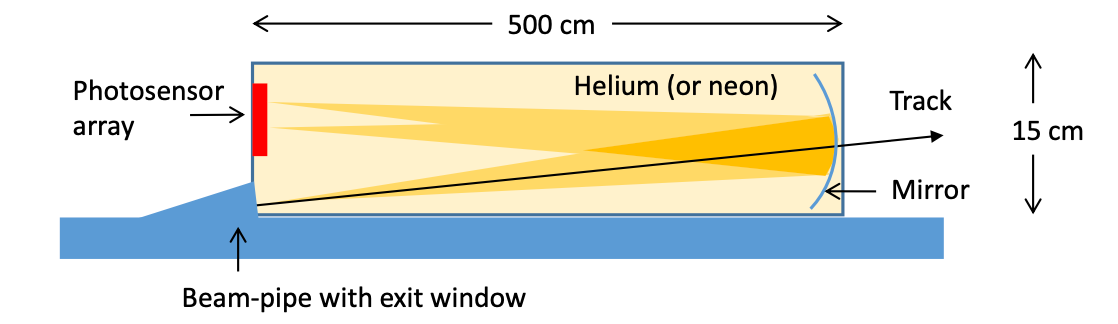 500 cm
Helium (or neon)
Photosensor
array
Track
15 cm
Mirror
Beam-pipe with exit window